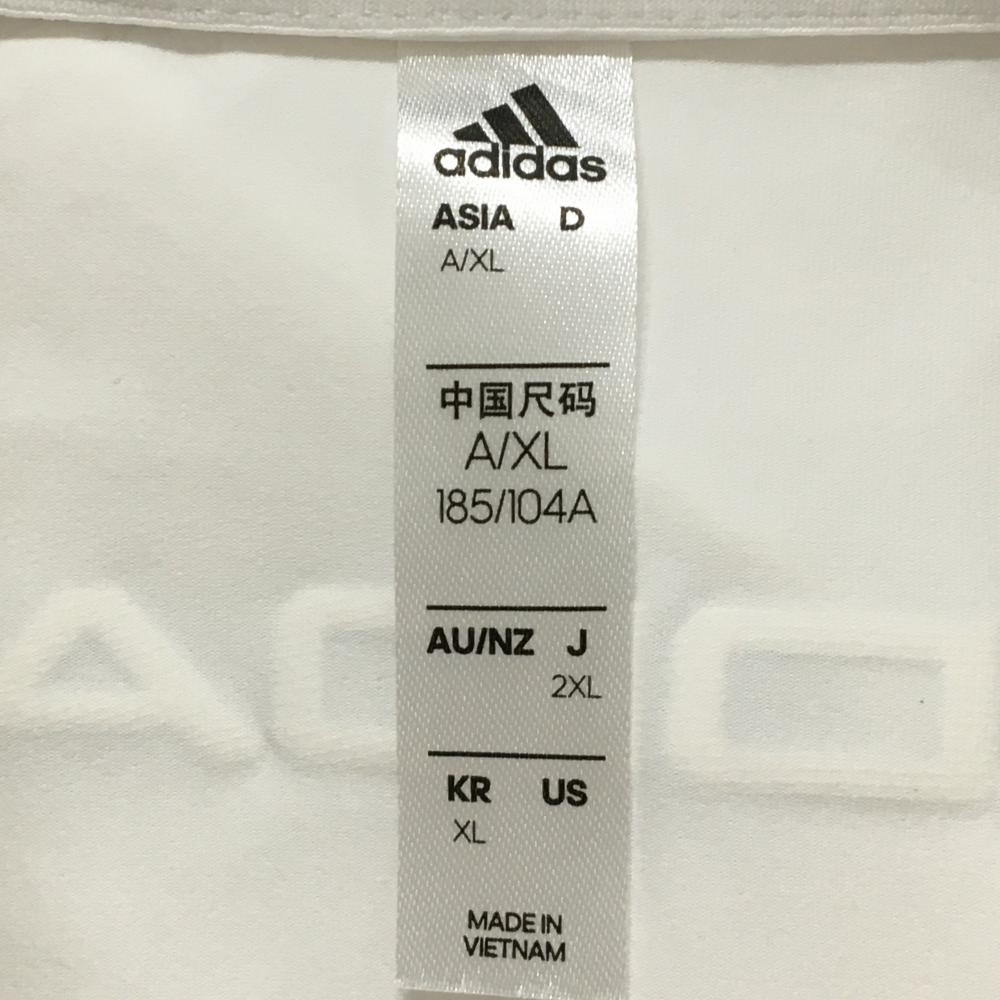 adidas
ASIA D
A/XL
中国尺码
A/XL
185/104A
AU/NZ J
2XL
KR US
XL
MADE IN
VIETNAM